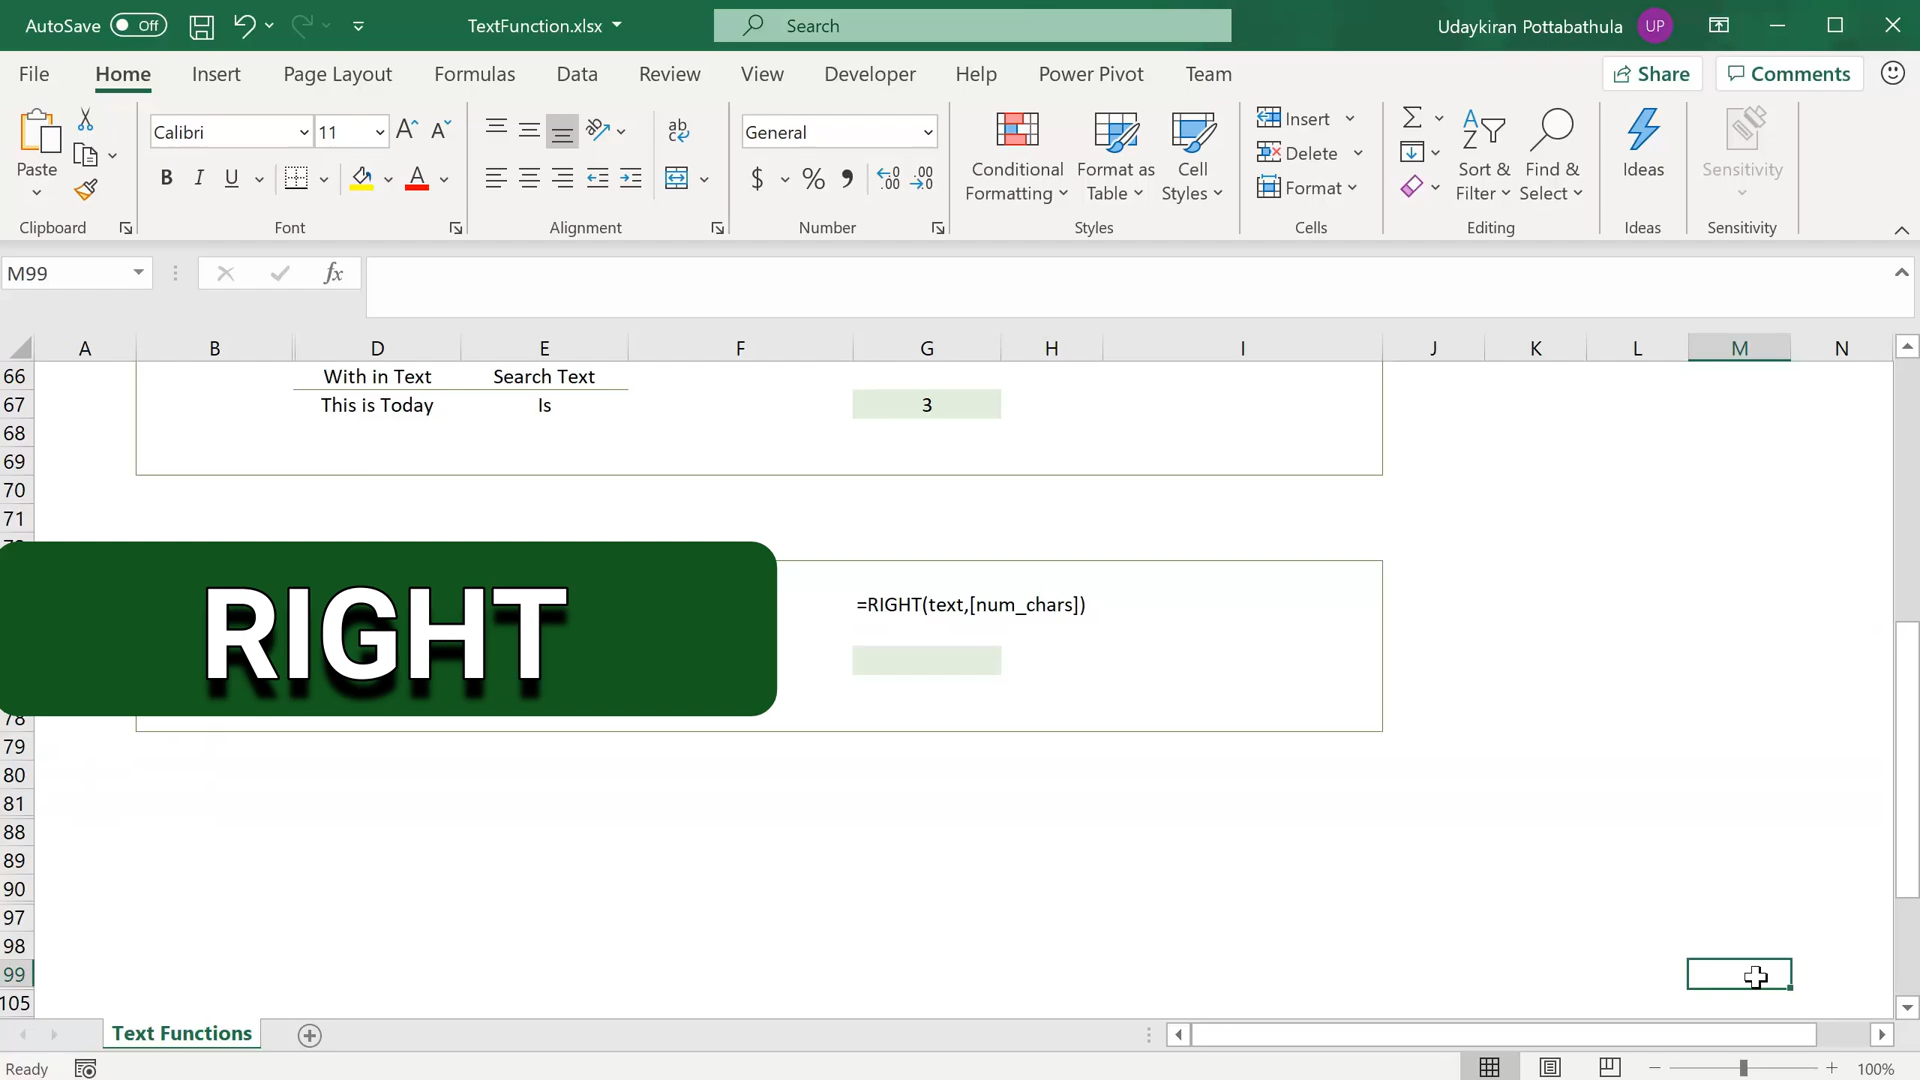 AutoSave Off TextFunction.xlsx Search Udaykiran Pottabathula UP
File Home Insert Page Layout Formulas Data Review View Developer Help Power Pivot Team Share Comments
Paste
Calibri 11
B I U A
ab
General
$ % ,
Conditional Formatting
Format as Table
Cell Styles
Insert
Delete
Format
Sort & Filter
Find & Select
Ideas
Sensitivity
Clipboard Font Alignment Number Styles Cells Editing Ideas Sensitivity
M99 fx
A B D E F G H I J K L M N
66 With in Text Search Text
67 This is Today Is 3
68
69
70
71
RIGHT
=RIGHT(text,[num_chars])
78
79
80
81
88
89
90
97
98
99
105
Text Functions
Ready 100%